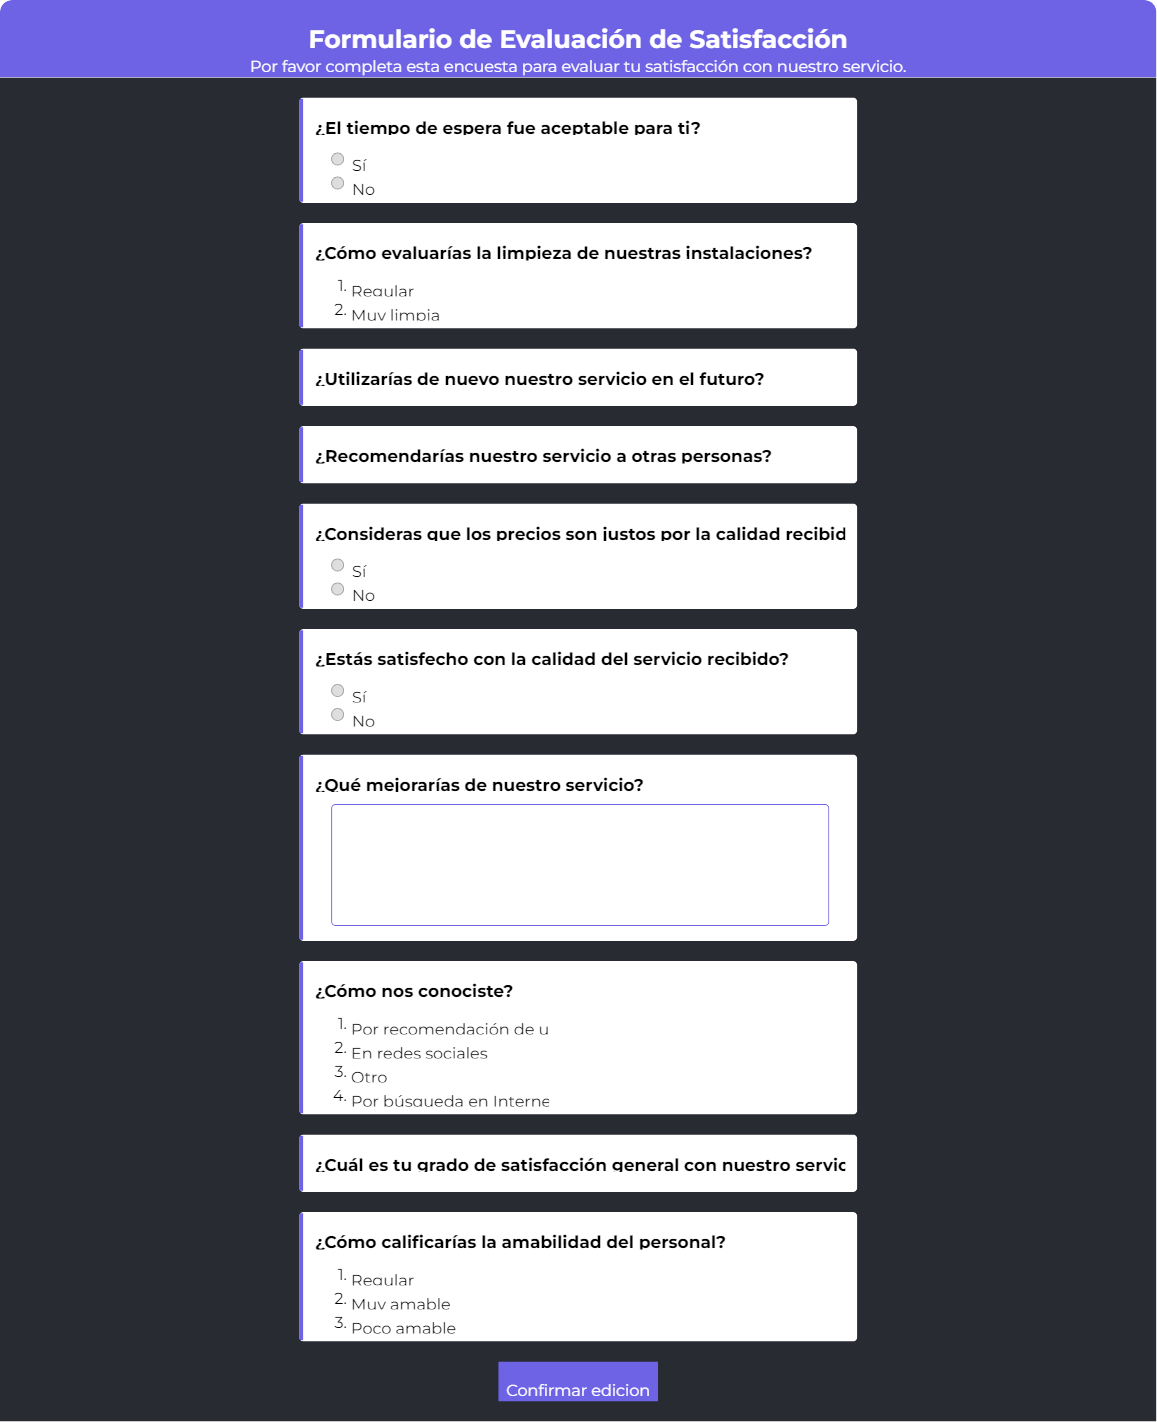 Formulario de Evaluación de Satisfacción
Por favor completa esta encuesta para evaluar tu satisfacción con nuestro servicio.
¿El tiempo de espera fue aceptable para ti?
Sí
No
¿Cómo evaluarías la limpieza de nuestras instalaciones?
1. Regular
2. Muy limpia
¿Utilizarías de nuevo nuestro servicio en el futuro?
¿Recomendarías nuestro servicio a otras personas?
¿Consideras que los precios son justos por la calidad recibid
Sí
No
¿Estás satisfecho con la calidad del servicio recibido?
Sí
No
¿Qué mejorarías de nuestro servicio?
¿Cómo nos conociste?
1. Por recomendación de u
2. En redes sociales
3. Otro
4. Por búsqueda en Interne
¿Cuál es tu grado de satisfacción general con nuestro servic
¿Cómo calificarías la amabilidad del personal?
1. Regular
2. Muy amable
3. Poco amable
Confirmar edicion